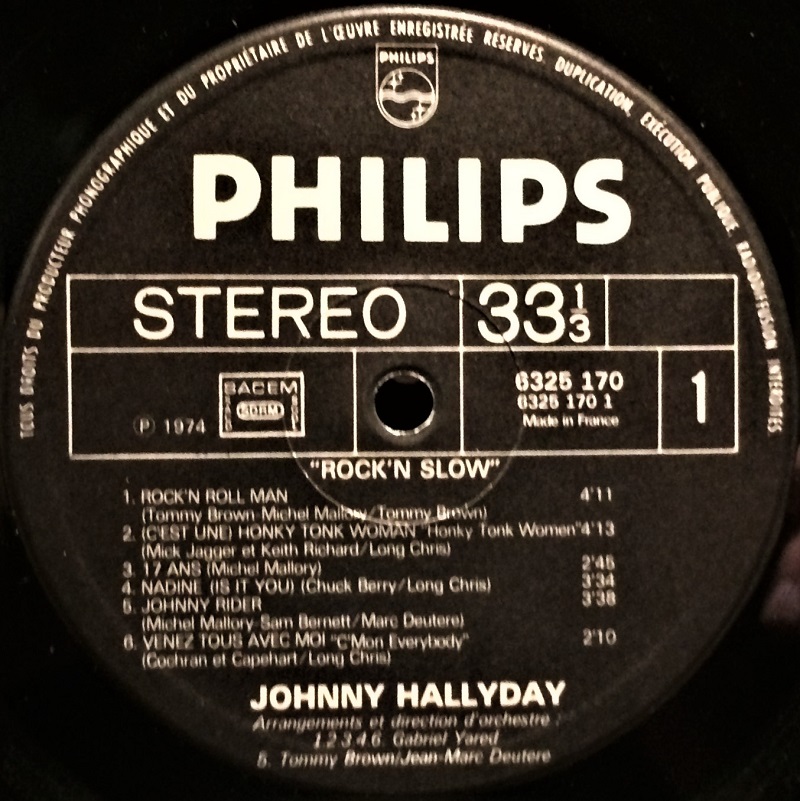 TOUS DROITS DU PRODUCTEUR PHONOGRAPHIQUE ET DU PROPRIÉTAIRE DE L'ŒUVRE ENREGISTRÉE RÉSERVÉS. DUPLICATION, EXÉCUTION PUBLIQUE, RADIODIFFUSION INTERDITES.
PHILIPS
PHILIPS
STEREO 33 1/3
SACEM
SDRM
℗ 1974
6325 170
6325 170 1
Made in France
1
"ROCK'N SLOW"
1. ROCK'N ROLL MAN 4'11
(Tommy Brown-Michel Mallory/Tommy Brown)
2. (C'EST UNE) HONKY TONK WOMAN "Honky Tonk Women" 4'13
(Mick Jagger et Keith Richard/Long Chris)
3. 17 ANS (Michel Mallory) 2'45
4. NADINE (IS IT YOU) (Chuck Berry/Long Chris) 3'34
5. JOHNNY RIDER 3'38
(Michel Mallory-Sam Bernett/Marc Deutere)
6. VENEZ TOUS AVEC MOI "C'Mon Everybody" 2'10
(Cochran et Capehart/Long Chris)
JOHNNY HALLYDAY
Arrangements et direction d'orchestre :
1.2.3.4.6. Gabriel Yared
5. Tommy Brown/Jean-Marc Deutere